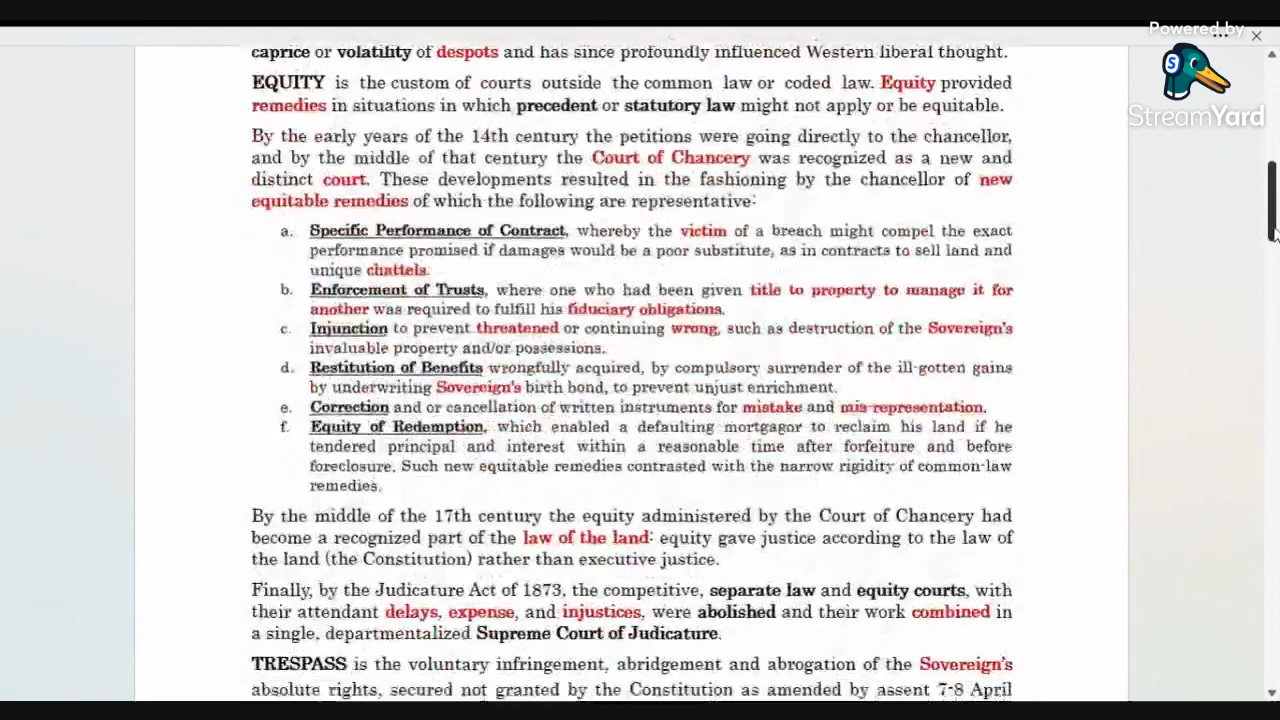 Powered by
StreamYard
caprice or volatility of despots and has since profoundly influenced Western liberal thought.
EQUITY is the custom of courts outside the common law or coded law. Equity provided
remedies in situations in which precedent or statutory law might not apply or be equitable.
By the early years of the 14th century the petitions were going directly to the chancellor,
and by the middle of that century the Court of Chancery was recognized as a new and
distinct court. These developments resulted in the fashioning by the chancellor of new
equitable remedies of which the following are representative:
a. Specific Performance of Contract, whereby the victim of a breach might compel the exact
performance promised if damages would be a poor substitute, as in contracts to sell land and
unique chattels.
b. Enforcement of Trusts, where one who had been given title to property to manage it for
another was required to fulfill his fiduciary obligations.
c. Injunction to prevent threatened or continuing wrong, such as destruction of the Sovereign's
invaluable property and/or possessions.
d. Restitution of Benefits wrongfully acquired, by compulsory surrender of the ill-gotten gains
by underwriting Sovereign's birth bond, to prevent unjust enrichment.
e. Correction and or cancellation of written instruments for mistake and mis-representation.
f. Equity of Redemption, which enabled a defaulting mortgagor to reclaim his land if he
tendered principal and interest within a reasonable time after forfeiture and before
foreclosure. Such new equitable remedies contrasted with the narrow rigidity of common-law
remedies.
By the middle of the 17th century the equity administered by the Court of Chancery had
become a recognized part of the law of the land: equity gave justice according to the law of
the land (the Constitution) rather than executive justice.
Finally, by the Judicature Act of 1873, the competitive, separate law and equity courts, with
their attendant delays, expense, and injustices, were abolished and their work combined in
a single, departmentalized Supreme Court of Judicature.
TRESPASS is the voluntary infringement, abridgement and abrogation of the Sovereign's
absolute rights, secured not granted by the Constitution as amended by assent 7-8 April